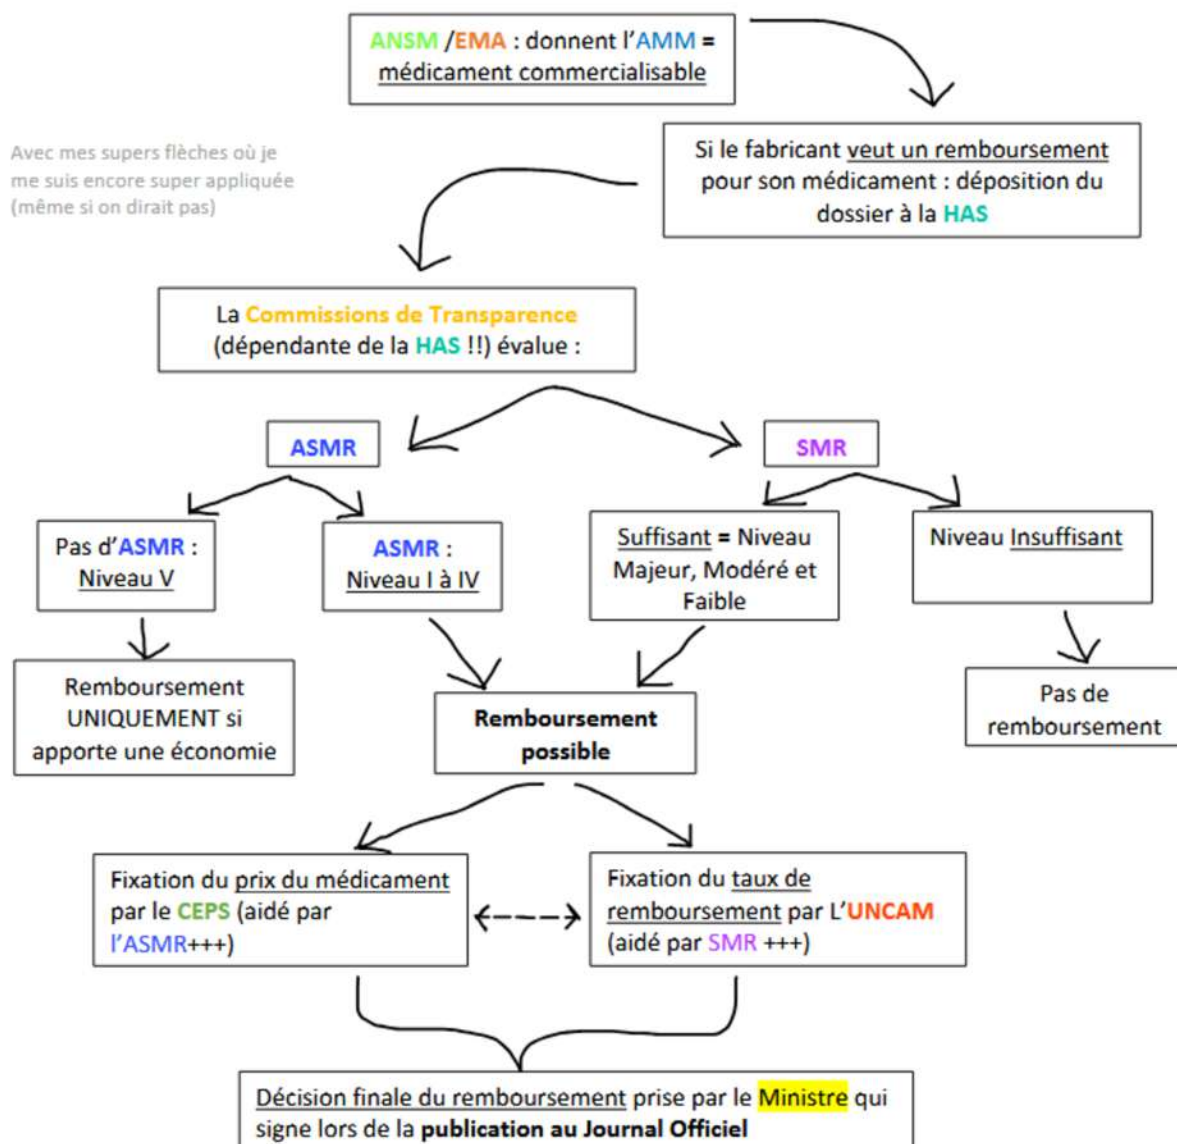 ANSM /EMA : donnent l'AMM =
médicament commercialisable
Avec mes supers flèches où je
me suis encore super appliquée
(même si on dirait pas)
Si le fabricant veut un remboursement
pour son médicament : déposition du
dossier à la HAS
La Commissions de Transparence
(dépendante de la HAS !!) évalue :
ASMR
SMR
Pas d'ASMR :
Niveau V
ASMR :
Niveau I à IV
Suffisant = Niveau
Majeur, Modéré et
Faible
Niveau Insuffisant
Remboursement
UNIQUEMENT si
apporte une économie
Remboursement
possible
Pas de
remboursement
Fixation du prix du médicament
par le CEPS (aidé par
l'ASMR+++)
Fixation du taux de
remboursement par L'UNCAM
(aidé par SMR +++)
Décision finale du remboursement prise par le Ministre qui
signe lors de la publication au Journal Officiel